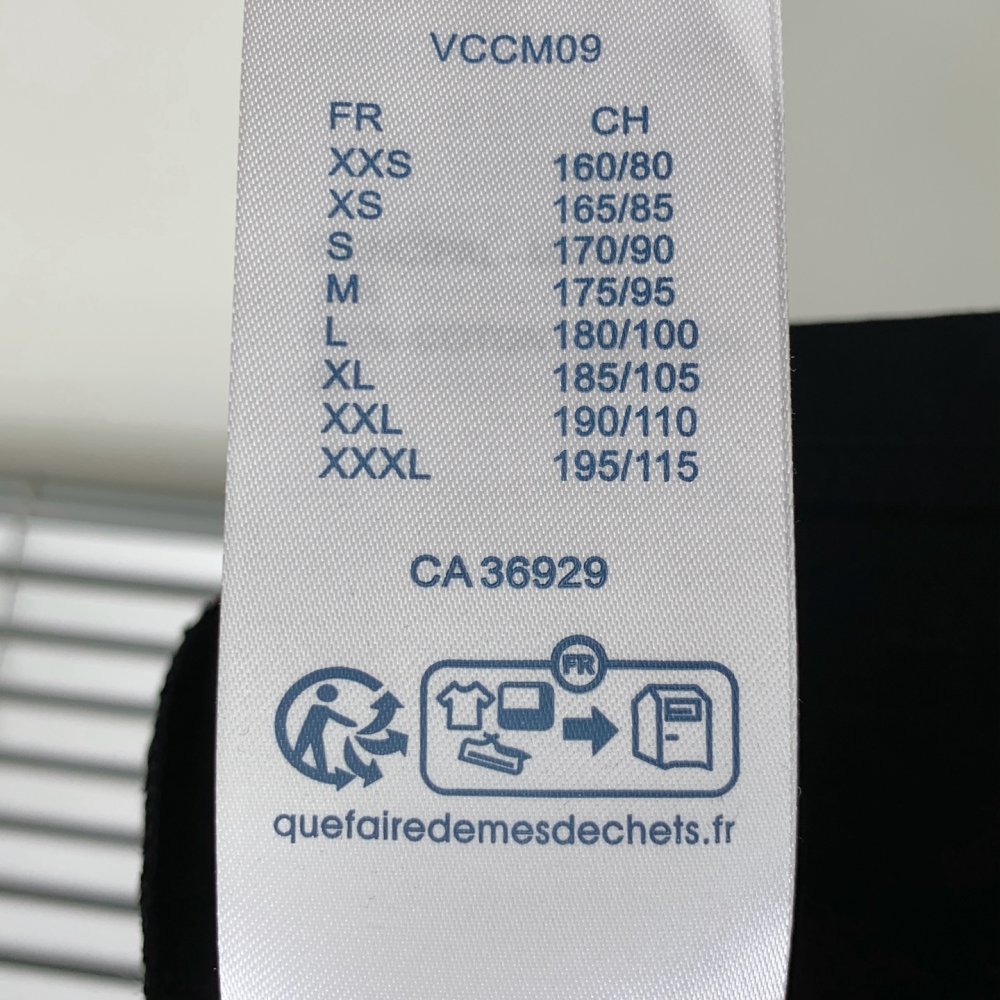 VCCM09
FR CH
XXS 160/80
XS 165/85
S 170/90
M 175/95
L 180/100
XL 185/105
XXL 190/110
XXXL 195/115
CA 36929
FR
quefairedemesdechets.fr